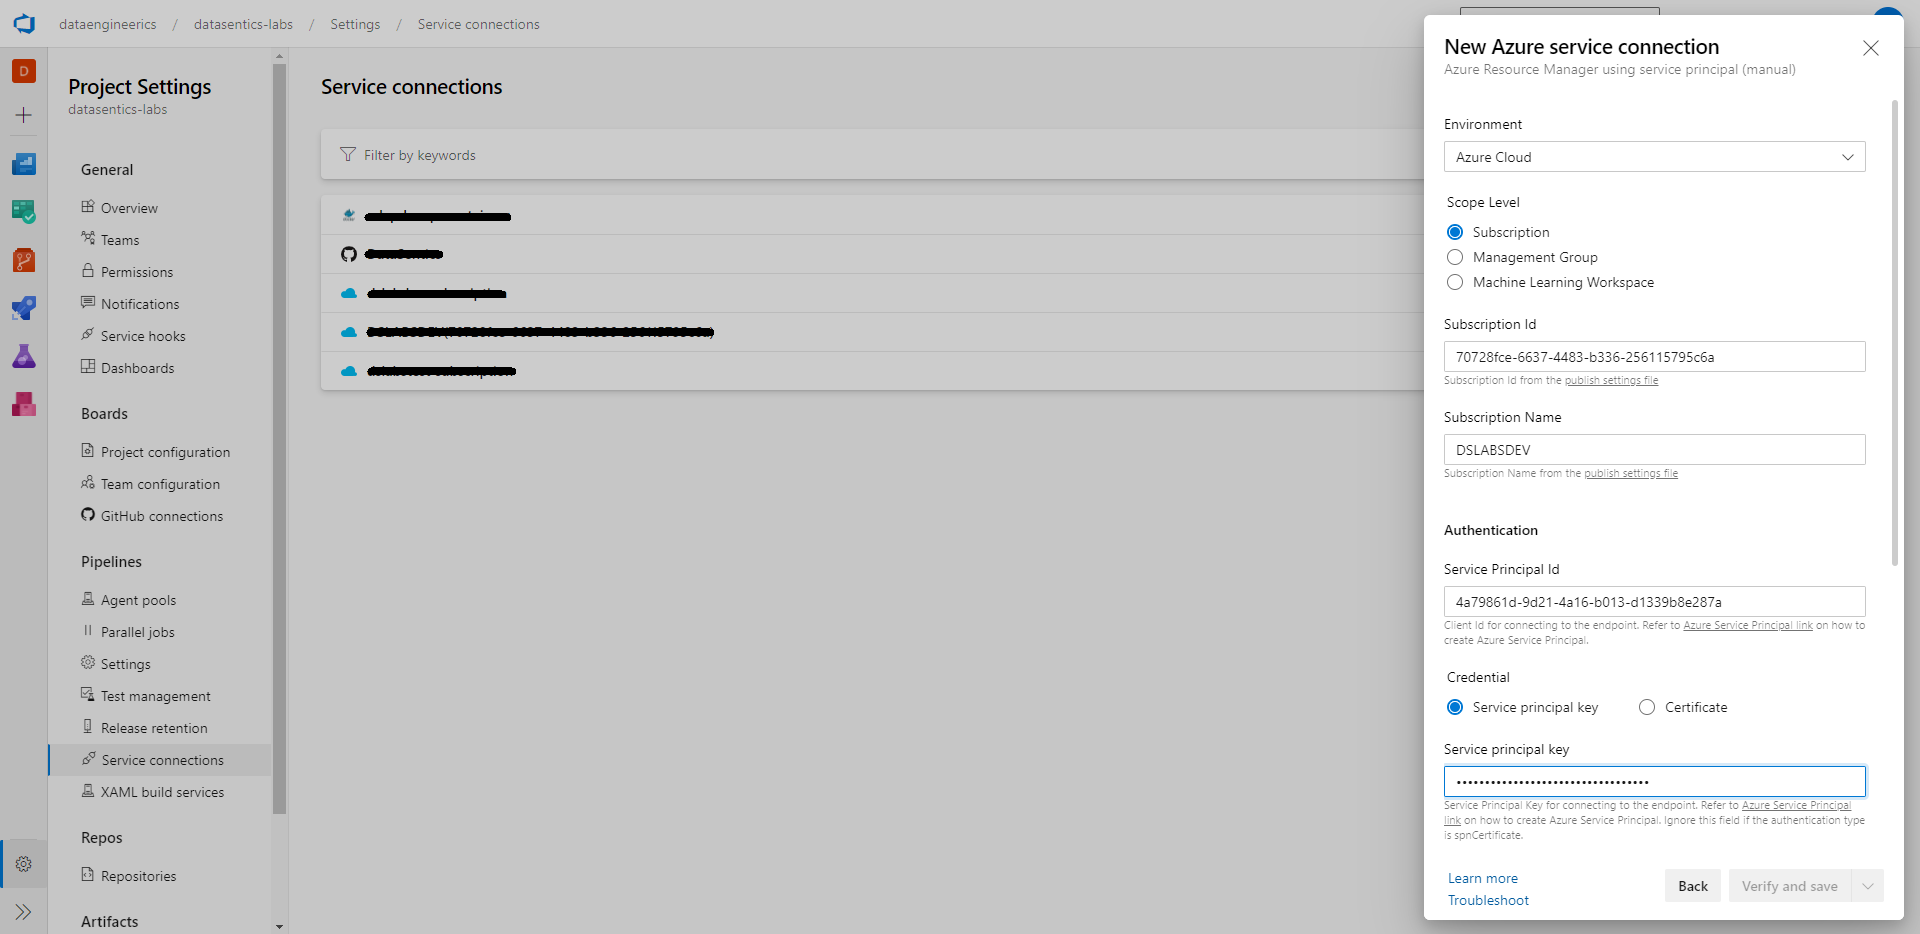 dataengineerics / datasentics-labs / Settings / Service connections
D
Project Settings
datasentics-labs
General
Overview
Teams
Permissions
Notifications
Service hooks
Dashboards
Boards
Project configuration
Team configuration
GitHub connections
Pipelines
Agent pools
Parallel jobs
Settings
Test management
Release retention
Service connections
XAML build services
Repos
Repositories
Artifacts
Service connections
Filter by keywords
New Azure service connection
Azure Resource Manager using service principal (manual)
Environment
Azure Cloud
Scope Level
Subscription
Management Group
Machine Learning Workspace
Subscription Id
70728fce-6637-4483-b336-256115795c6a
Subscription Id from the publish settings file
Subscription Name
DSLABSDEV
Subscription Name from the publish settings file
Authentication
Service Principal Id
4a79861d-9d21-4a16-b013-d1339b8e287a
Client Id for connecting to the endpoint. Refer to Azure Service Principal link on how to
create Azure Service Principal.
Credential
Service principal key
Certificate
Service principal key
••••••••••••••••••••••••••••••••••
Service Principal Key for connecting to the endpoint. Refer to Azure Service Principal
link on how to create Azure Service Principal. Ignore this field if the authentication type
is spnCertificate.
Learn more
Troubleshoot
Back
Verify and save